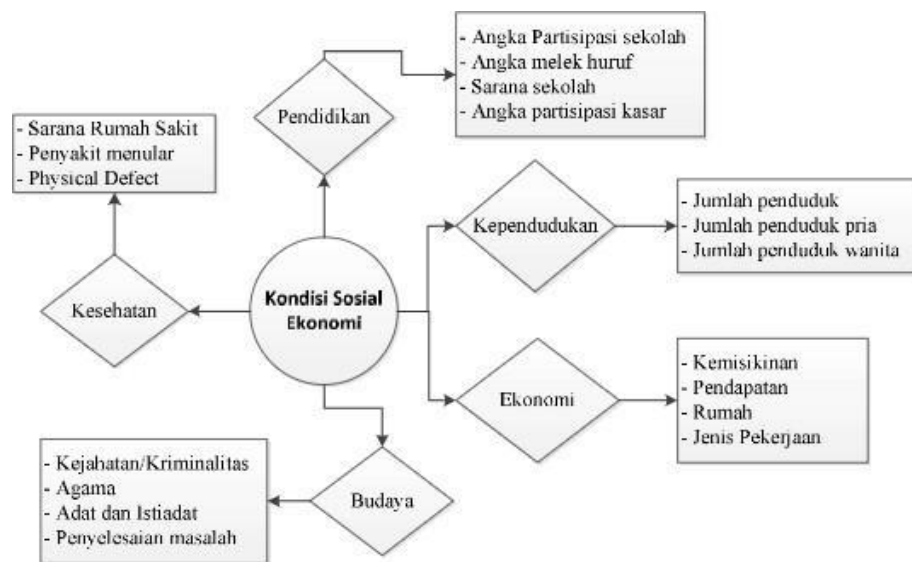 - Angka Partisipasi sekolah
- Angka melek huruf
- Sarana sekolah
- Angka partisipasi kasar
Pendidikan
- Sarana Rumah Sakit
- Penyakit menular
- Physical Defect
Kependudukan
- Jumlah penduduk
- Jumlah penduduk pria
- Jumlah penduduk wanita
Kesehatan
Kondisi Sosial
Ekonomi
Ekonomi
- Kemisikinan
- Pendapatan
- Rumah
- Jenis Pekerjaan
- Kejahatan/Kriminalitas
- Agama
- Adat dan Istiadat
- Penyelesaian masalah
Budaya